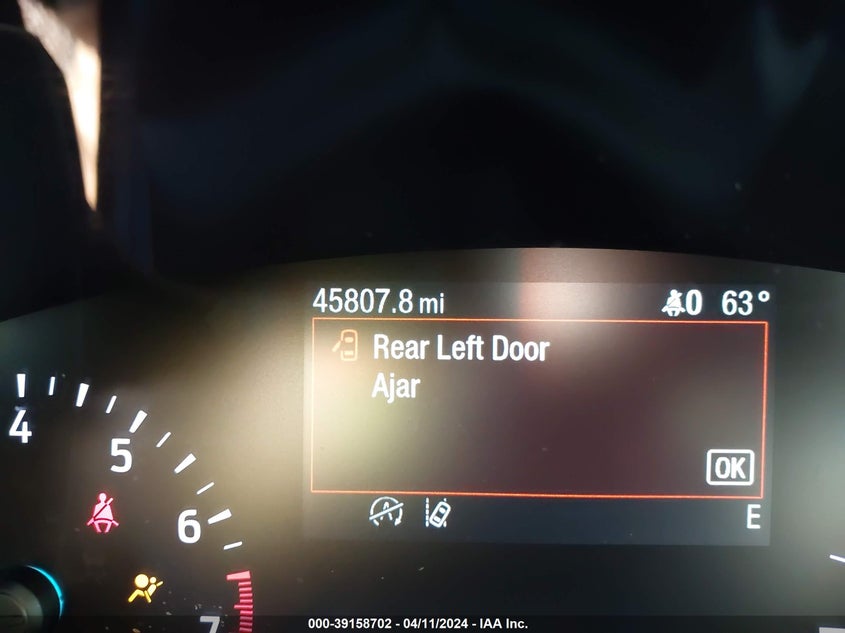 45807.8 mi
0 63°
Rear Left Door
Ajar
OK
E
4
5
6
7
000-39158702 - 04/11/2024 - IAA Inc.